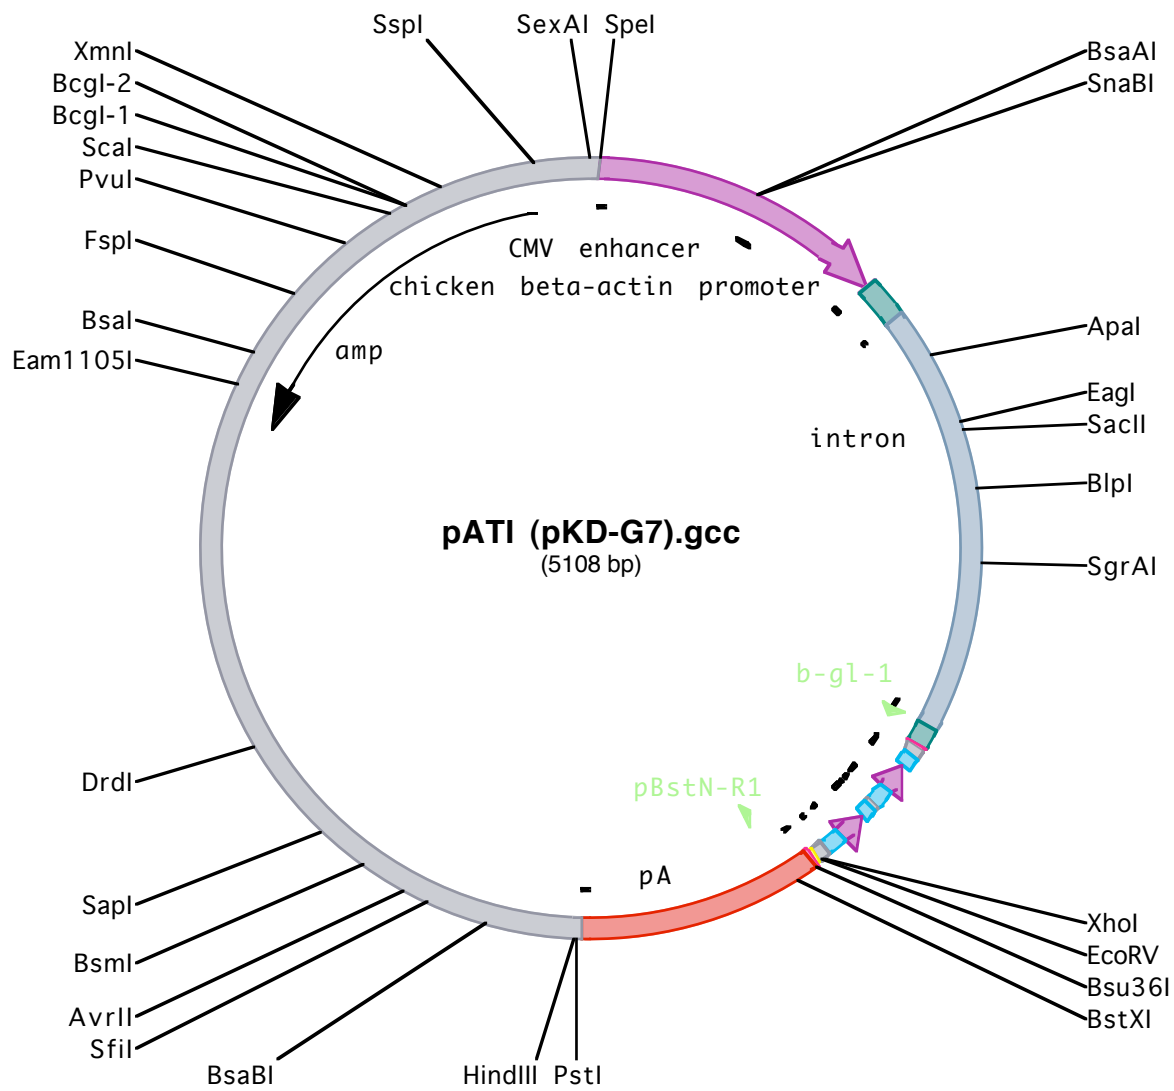 SspI
SexAI
SpeI
XmnI
BcgI-2
BcgI-1
ScaI
PvuI
FspI
BsaI
Eam1105I
BsaAI
SnaBI
CMV enhancer
chicken beta-actin promoter
amp
ApaI
EagI
SacII
intron
BlpI
pATI (pKD-G7).gcc
(5108 bp)
SgrAI
b-gl-1
pBstN-R1
DrdI
pA
SapI
BsmI
AvrII
SfiI
BsaBI
HindIII
PstI
XhoI
EcoRV
Bsu36I
BstXI